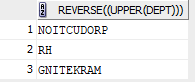 REVERSE((UPPER(DEPT)))
1 NOITCUDORP
2 RH
3 GNITEKRAM